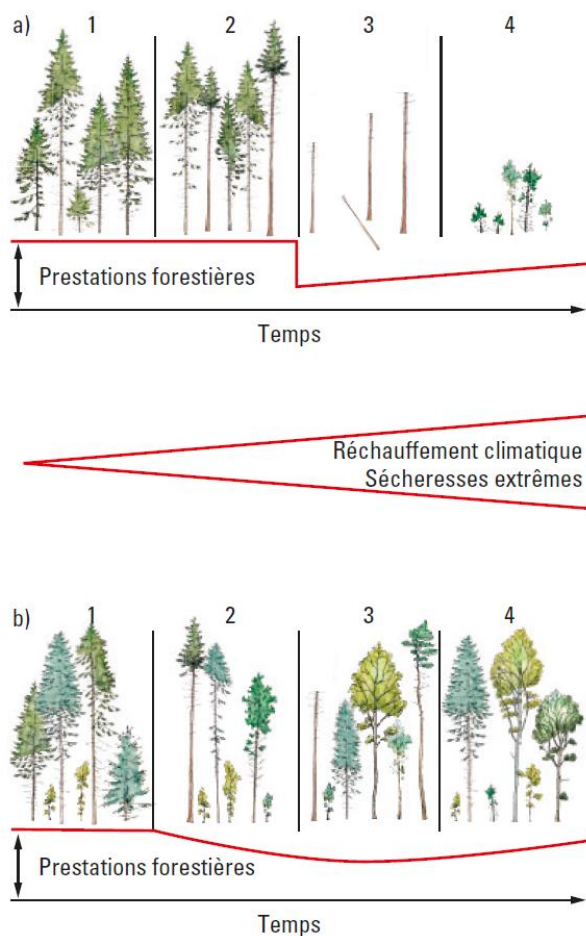 a)
1 2 3 4
Prestations forestières
Temps
Réchauffement climatique
Sécheresses extrêmes
b)
1 2 3 4
Prestations forestières
Temps